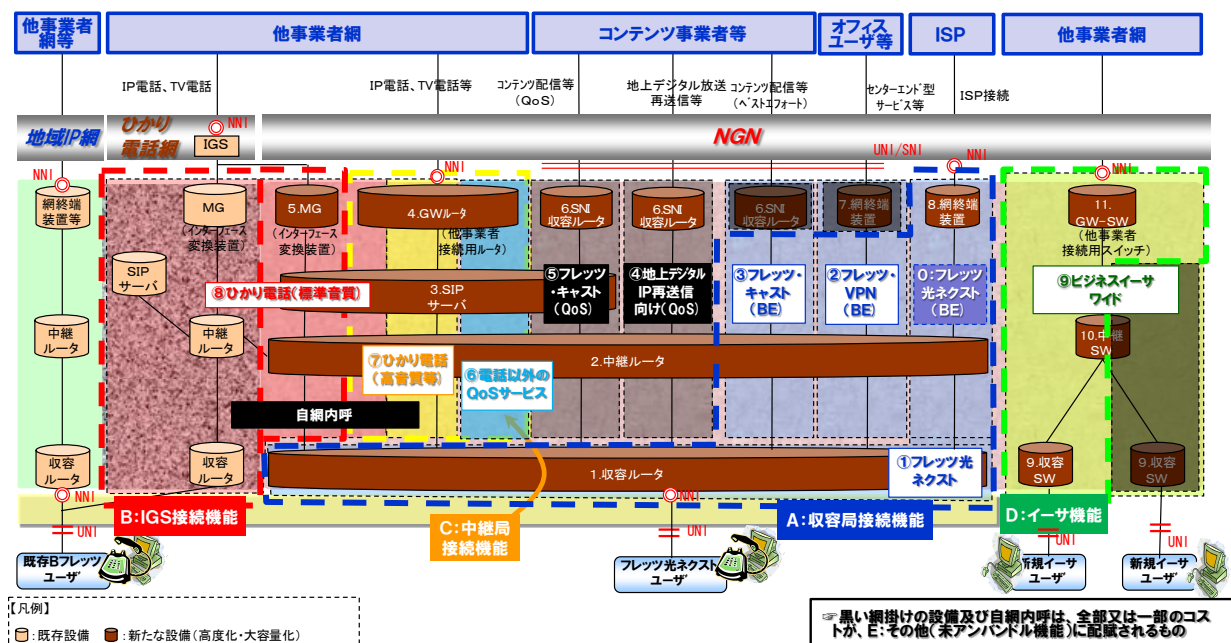 他事業者
網等
他事業者網
コンテンツ事業者等
オフィス
ユーザ等
ISP
他事業者網
IP電話、TV電話
IP電話、TV電話等
コンテンツ配信等
(QoS)
地上デジタル放送
再送信等
コンテンツ配信等
(ベストエフォート)
センターエンド型
サービス等
ISP接続
地域IP網
ひかり
電話網
NNI
IGS
NGN
UNI/SNI
NNI
NNI
NNI
NNI
網終端
装置等
MG
(インターフェース
変換装置)
5.MG
(インターフェース
変換装置)
4.GWルータ
(他事業者
接続用ルータ)
6.SNI
収容ルータ
6.SNI
収容ルータ
6.SNI
収容ルータ
7.網終端
装置
8.網終端
装置
11.
GW-SW
(他事業者
接続用スイッチ)
SIP
サーバ
⑧ひかり電話(標準音質)
3.SIP
サーバ
⑤フレッツ
・キャスト
(QoS)
④地上デジタル
IP再送信
向け(QoS)
③フレッツ・
キャスト
(BE)
②フレッツ・
VPN
(BE)
0:フレッツ
光ネクスト
(BE)
⑨ビジネスイーサ
ワイド
中継
ルータ
中継
ルータ
2.中継ルータ
10.中継
SW
⑦ひかり電話
(高音質等)
⑥電話以外の
QoSサービス
自網内呼
収容
ルータ
収容
ルータ
1.収容ルータ
①フレッツ光
ネクスト
9.収容
SW
9.収容
SW
NNI
NNI
B:IGS接続機能
C:中継局
接続機能
A:収容局接続機能
D:イーサ機能
UNI
UNI
UNI
UNI
既存Bフレッツ
ユーザ
フレッツ光ネクスト
ユーザ
新規イーサ
ユーザ
新規イーサ
ユーザ
【凡例】
:既存設備 :新たな設備(高度化・大容量化)
☞黒い網掛けの設備及び自網内呼は、全部又は一部のコス
トが、E:その他(未アンバンドル機能)に配賦されるもの